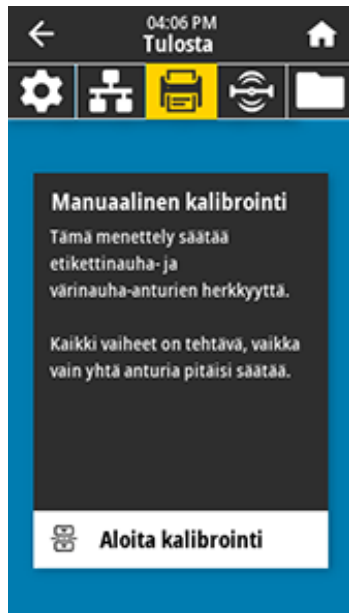 04:06 PM
Tulosta
Manuaalinen kalibrointi
Tämä menettely säätää
etikettinauha- ja
värinauha-anturien herkkyyttä.
Kaikki vaiheet on tehtävä, vaikka
vain yhtä anturia pitäisi säätää.
Aloita kalibrointi